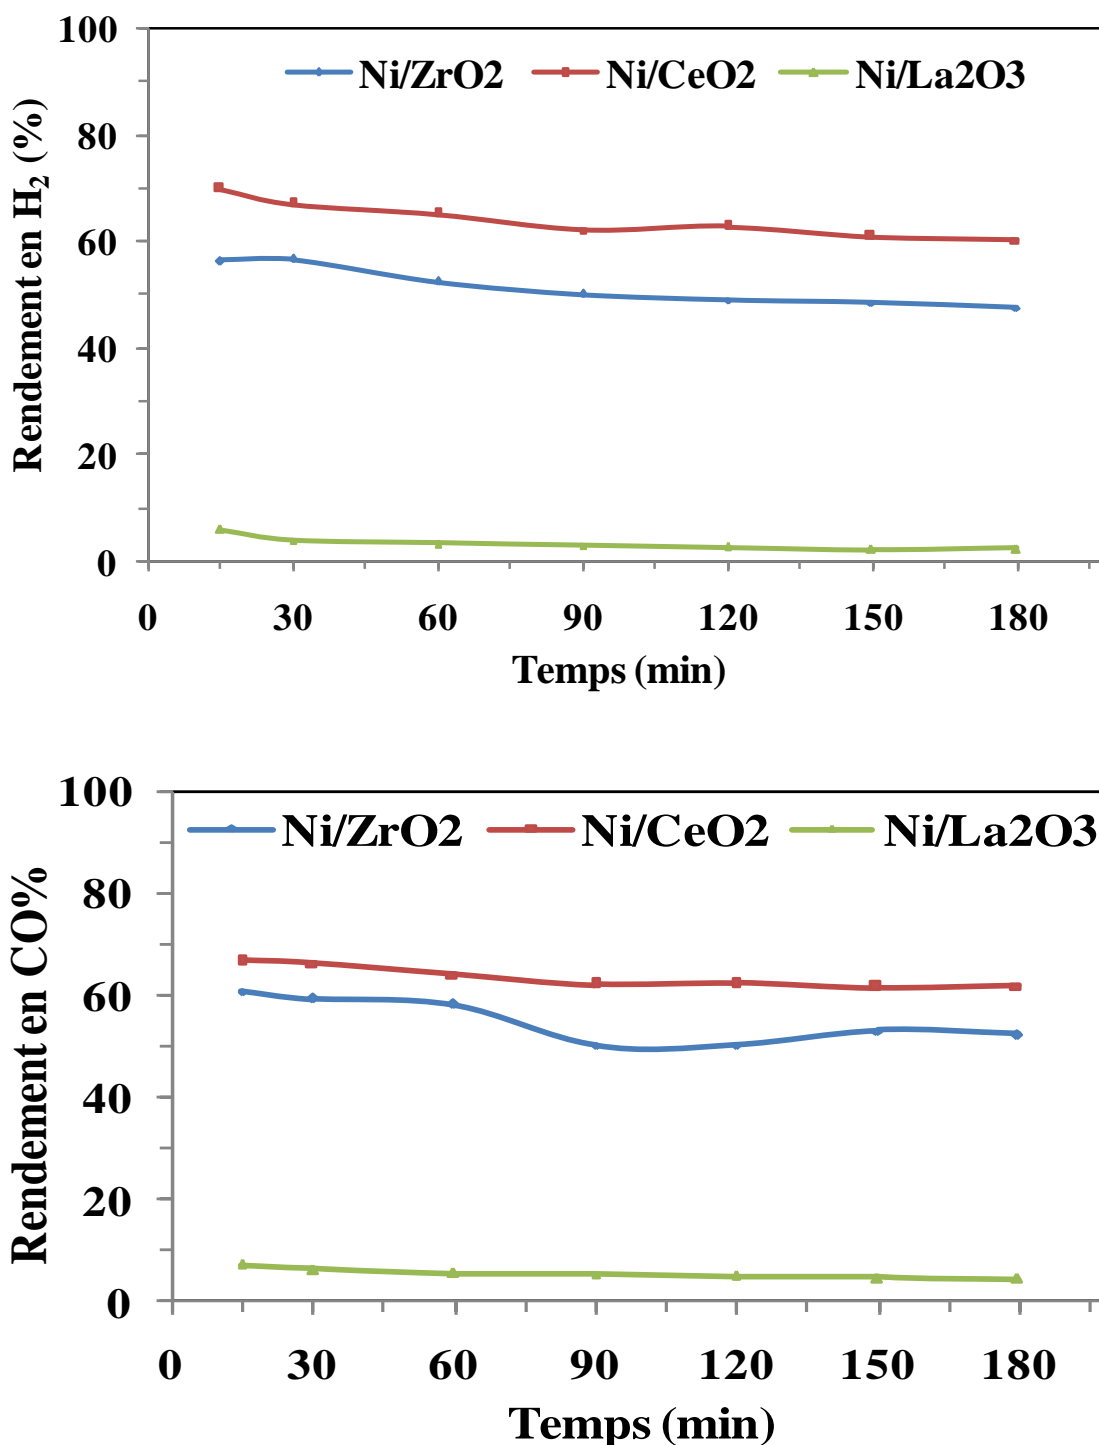 100
Ni/ZrO2 Ni/CeO2 Ni/La2O3
80
60
40
20
0
Rendement en H₂ (%)
0 30 60 90 120 150 180
Temps (min)
100
Ni/ZrO2 Ni/CeO2 Ni/La2O3
80
60
40
20
0
Rendement en CO%
0 30 60 90 120 150 180
Temps (min)